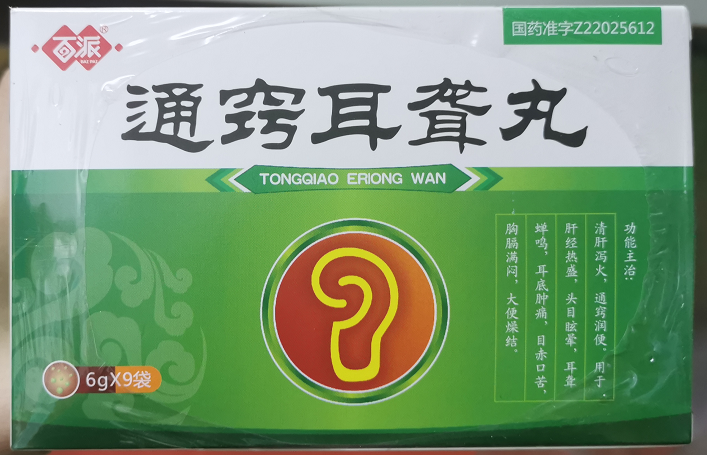 百派®
BAI PAI
国药准字Z22025612
通窍耳聋丸
TONGQIAO ERlONG WAN
功能主治:
清肝泻火,通窍润便。用于
肝经热盛,头目眩晕,耳聋
蝉鸣,耳底肿痛,目赤口苦,
胸膈满闷,大便燥结。
6gX9袋